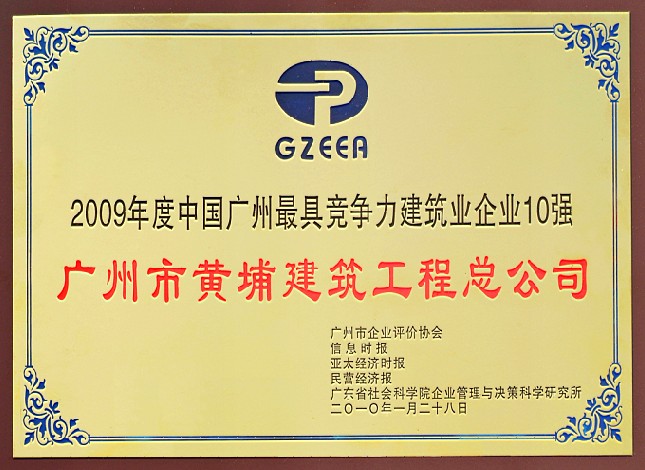 GZEEA
2009年度中国广州最具竞争力建筑业企业10强
广州市黄埔建筑工程总公司
广州市企业评价协会
信息时报
亚太经济时报
民营经济报
广东省社会科学院企业管理与决策科学研究所
二〇一〇年一月二十八日